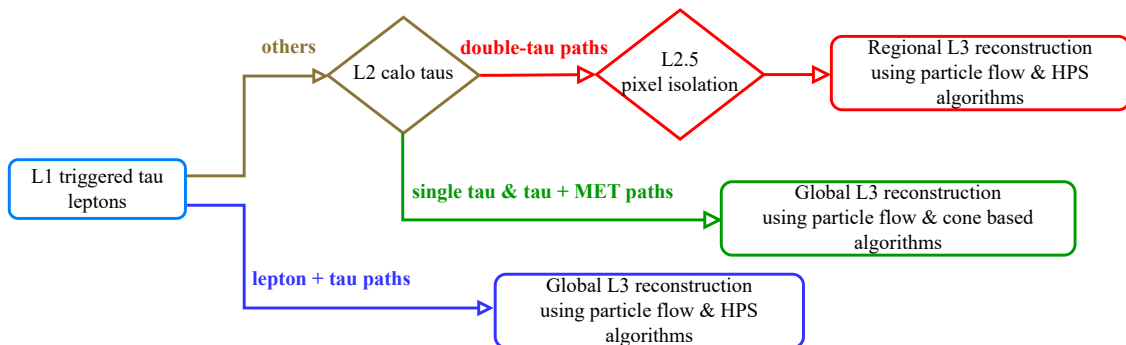 others
L2 calo taus
double-tau paths
L2.5
pixel isolation
Regional L3 reconstruction
using particle flow & HPS
algorithms
L1 triggered tau
leptons
single tau & tau + MET paths
Global L3 reconstruction
using particle flow & cone based
algorithms
lepton + tau paths
Global L3 reconstruction
using particle flow & HPS
algorithms